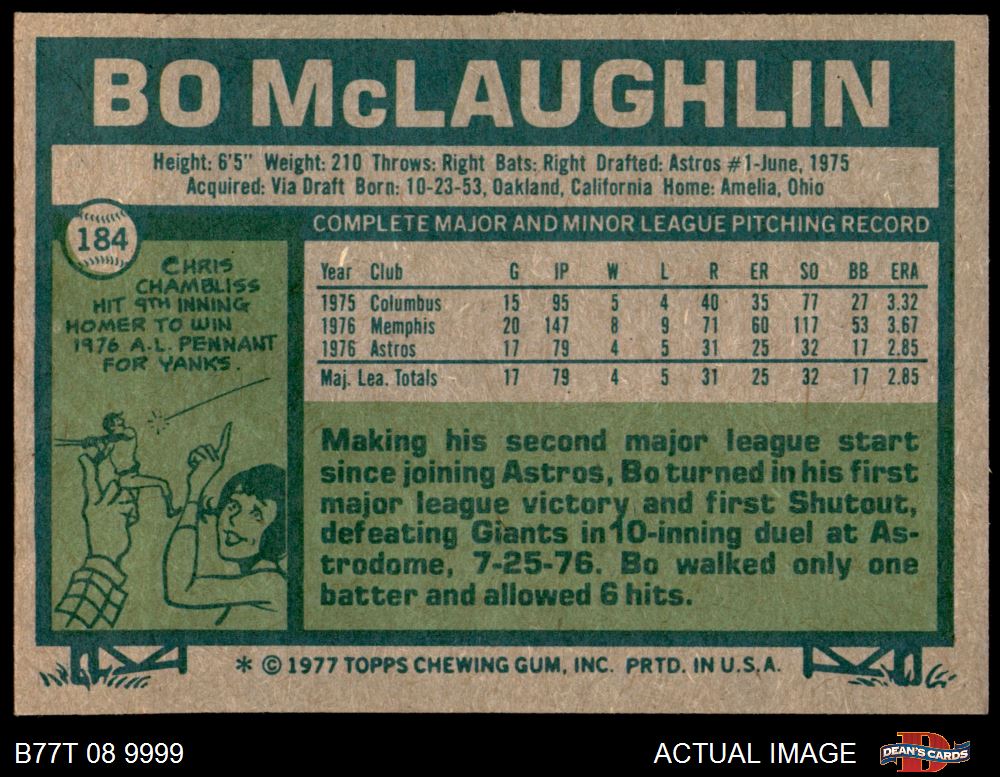 BO McLAUGHLIN
Height: 6'5" Weight: 210 Throws: Right Bats: Right Drafted: Astros #1-June, 1975
Acquired: Via Draft Born: 10-23-53, Oakland, California Home: Amelia, Ohio
184
COMPLETE MAJOR AND MINOR LEAGUE PITCHING RECORD
CHRIS
CHAMBLISS
HIT 9TH INNING
HOMER TO WIN
1976 A.L. PENNANT
FOR YANKS.
Year Club G IP W L R ER SO BB ERA
1975 Columbus 15 95 5 4 40 35 77 27 3.32
1976 Memphis 20 147 8 9 71 60 117 53 3.67
1976 Astros 17 79 4 5 31 25 32 17 2.85
Maj. Lea. Totals 17 79 4 5 31 25 32 17 2.85
Making his second major league start
since joining Astros, Bo turned in his first
major league victory and first Shutout,
defeating Giants in 10-inning duel at As-
trodome, 7-25-76. Bo walked only one
batter and allowed 6 hits.
* © 1977 TOPPS CHEWING GUM, INC. PRTD. IN U.S.A.
B77T 08 9999
ACTUAL IMAGE
D
DEAN'S CARDS